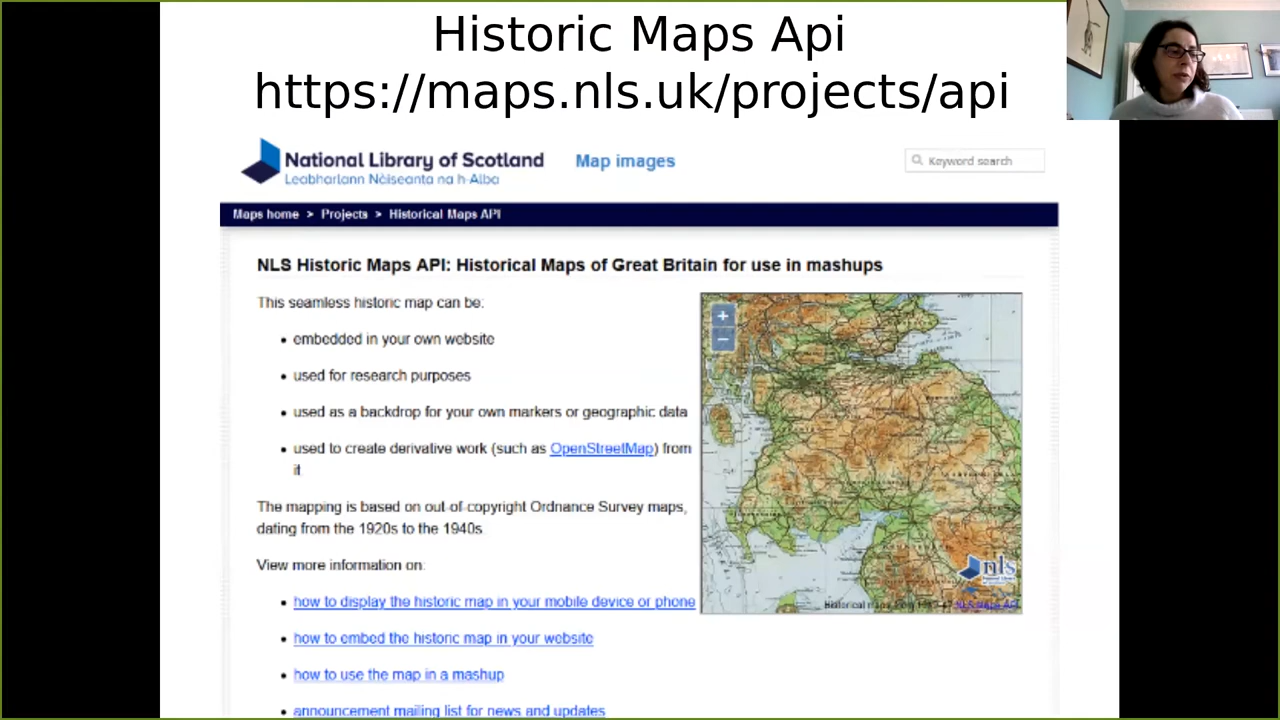 Historic Maps Api
https://maps.nls.uk/projects/api
National Library of Scotland
Leabharlann Nàiseanta na h-Alba
Map images
Keyword search
Maps home > Projects > Historical Maps API
NLS Historic Maps API: Historical Maps of Great Britain for use in mashups
This seamless historic map can be:
• embedded in your own website
• used for research purposes
• used as a backdrop for your own markers or geographic data
• used to create derivative work (such as OpenStreetMap) from
it
The mapping is based on out-of-copyright Ordnance Survey maps,
dating from the 1920s to the 1940s
View more information on:
• how to display the historic map in your mobile device or phone
• how to embed the historic map in your website
• how to use the map in a mashup
• announcement mailing list for news and updates
+
−
nls
NLS Maps API